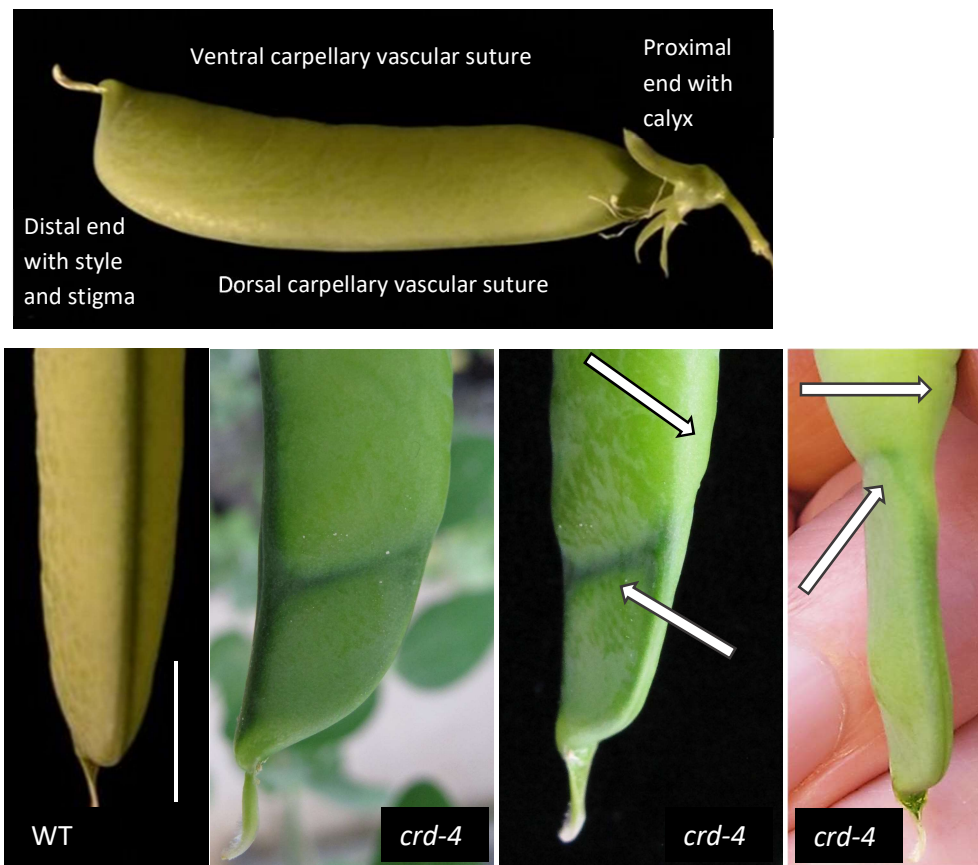 Ventral carpellary vascular suture
Proximal
end with
calyx
Distal end
with style
and stigma
Dorsal carpellary vascular suture
WT
crd-4
crd-4
crd-4